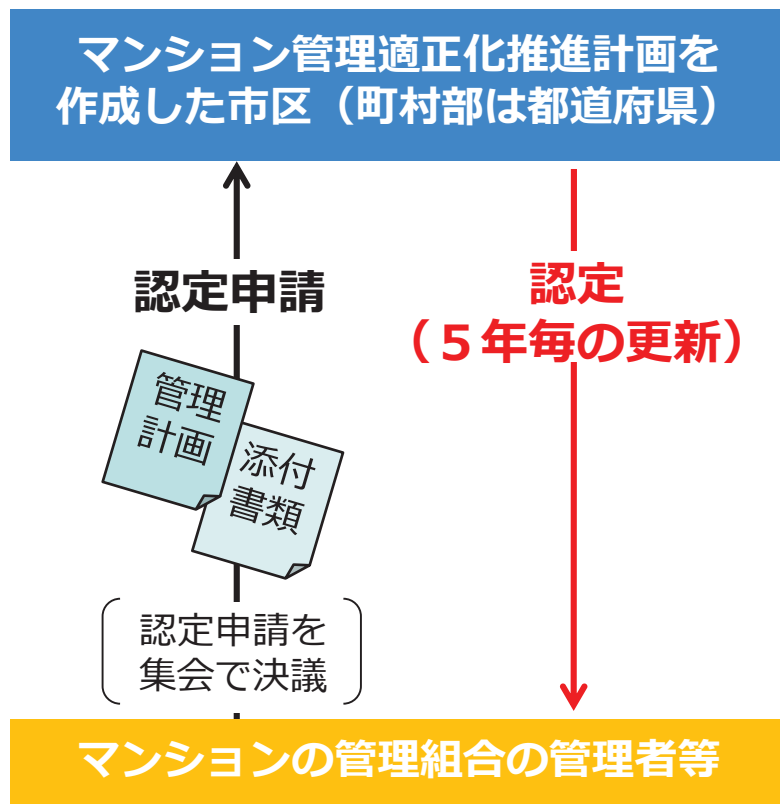 マンション管理適正化推進計画を
作成した市区（町村部は都道府県）
認定申請
認定
（５年毎の更新）
管理
計画
添付
書類
認定申請を
集会で決議
マンションの管理組合の管理者等